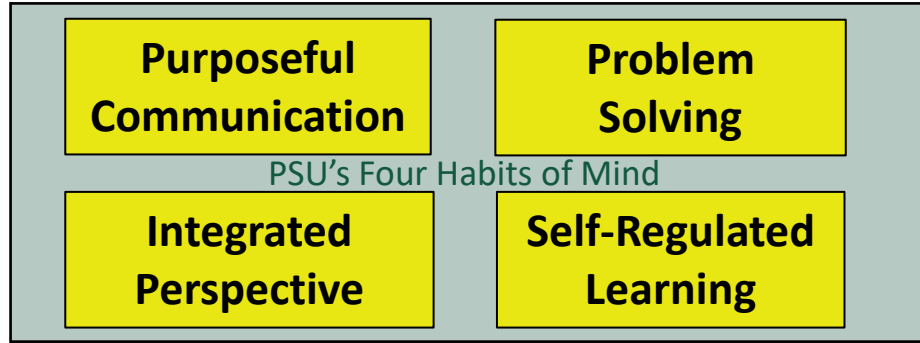 Purposeful
Communication
Problem
Solving
PSU's Four Habits of Mind
Integrated
Perspective
Self-Regulated
Learning